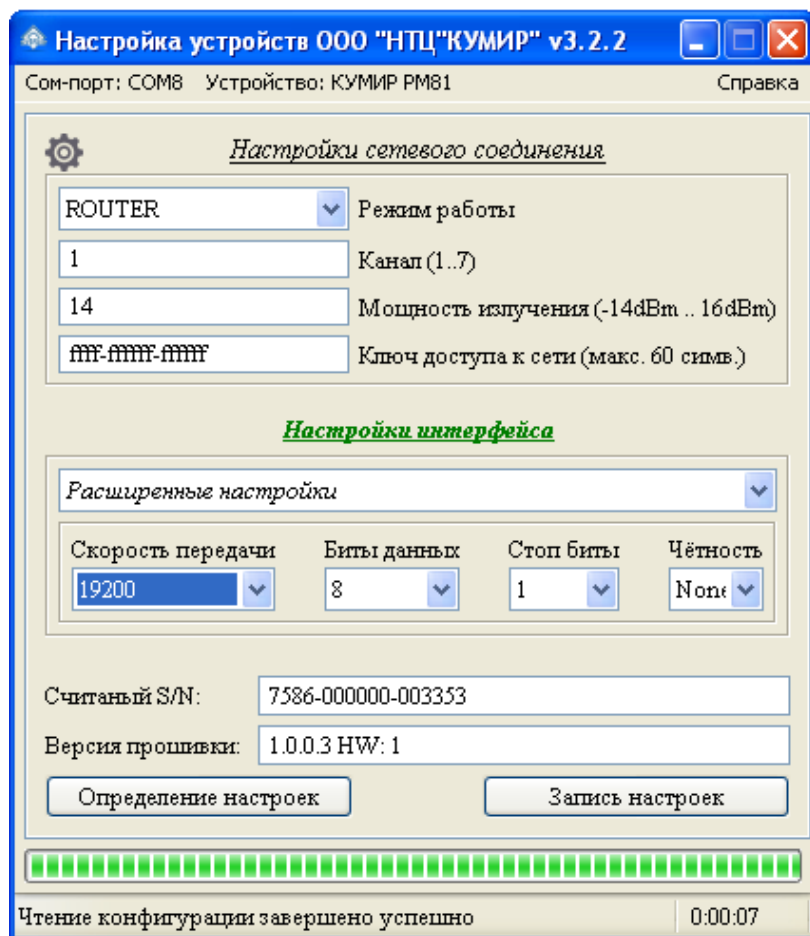 Настройка устройств ООО "НТЦ"КУМИР" v3.2.2
Сом-порт: COM8 Устройство: КУМИР РМ81 Справка
Настройки сетевого соединения
ROUTER Режим работы
1 Канал (1..7)
14 Мощность излучения (-14dBm .. 16dBm)
ffff-ffffff-ffffff Ключ доступа к сети (макс. 60 симв.)
Настройки интерфейса
Расширенные настройки
Скорость передачи Биты данных Стоп биты Чётность
19200 8 1 None
Считаный S/N: 7586-000000-003353
Версия прошивки: 1.0.0.3 HW: 1
Определение настроек Запись настроек
Чтение конфигурации завершено успешно 0:00:07